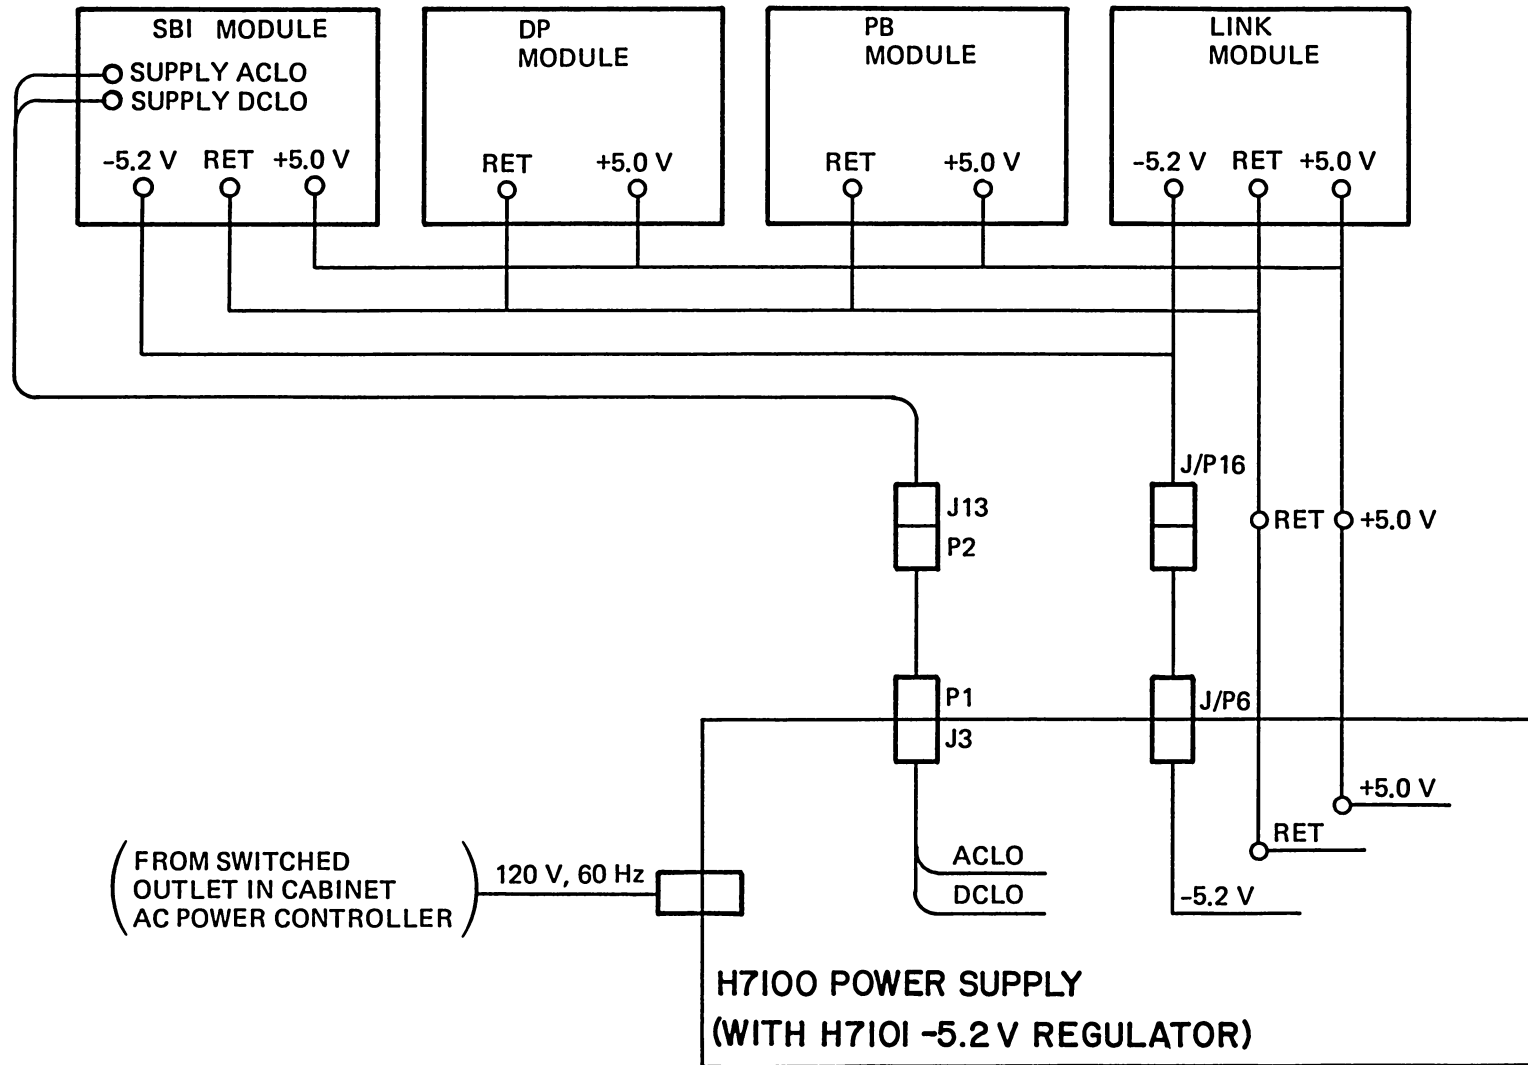 SBI MODULE
SUPPLY ACLO
SUPPLY DCLO
-5.2 V RET +5.0 V
DP
MODULE
RET +5.0 V
PB
MODULE
RET +5.0 V
LINK
MODULE
-5.2 V RET +5.0 V
J/P16
J13
P2
RET +5.0 V
P1
J3
J/P6
+5.0 V
RET
ACLO
DCLO
-5.2 V
FROM SWITCHED
OUTLET IN CABINET
AC POWER CONTROLLER
120 V, 60 Hz
H7100 POWER SUPPLY
(WITH H7101 -5.2 V REGULATOR)